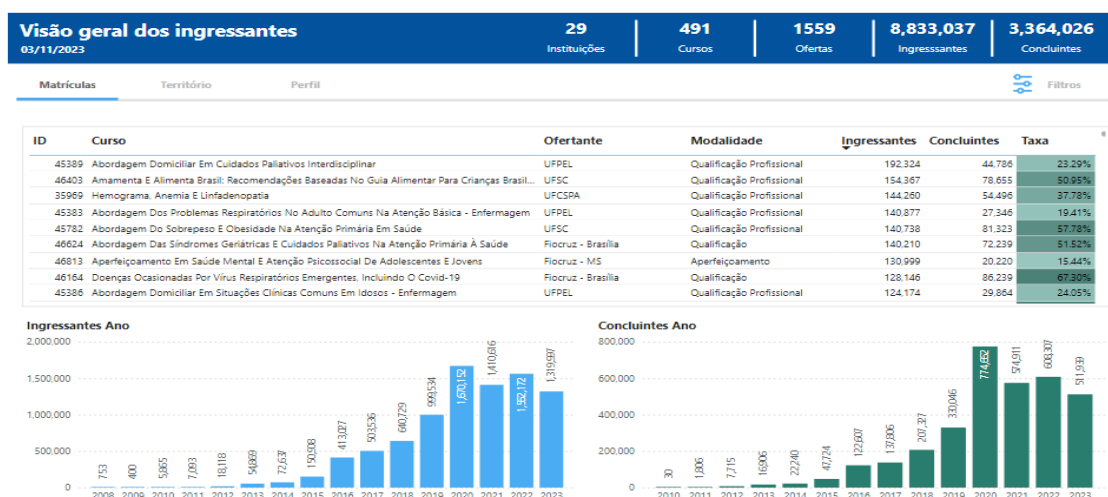 Visão geral dos ingressantes
03/11/2023
29
Instituições
491
Cursos
1559
Ofertas
8,833,037
Ingresssantes
3,364,026
Concluintes
Matrículas Território Perfil Filtros
ID Curso Ofertante Modalidade Ingressantes Concluintes Taxa
45389 Abordagem Domiciliar Em Cuidados Paliativos Interdisciplinar UFPEL Qualificação Profissional 192,324 44,786 23.29%
46403 Amamenta E Alimenta Brasil: Recomendações Baseadas No Guia Alimentar Para Crianças Brasil... UFSC Qualificação Profissional 154,367 78,655 50.95%
35969 Hemograma, Anemia E Linfadenopatia UFCSPA Qualificação Profissional 144,260 54,496 37.78%
45383 Abordagem Dos Problemas Respiratórios No Adulto Comuns Na Atenção Básica - Enfermagem UFPEL Qualificação Profissional 140,877 27,346 19.41%
45782 Abordagem Do Sobrepeso E Obesidade Na Atenção Primária Em Saúde UFSC Qualificação Profissional 140,738 81,323 57.78%
46624 Abordagem Das Síndromes Geriátricas E Cuidados Paliativos Na Atenção Primária À Saúde Fiocruz - Brasília Qualificação 140,210 72,239 51.52%
46813 Aperfeiçoamento Em Saúde Mental E Atenção Psicossocial De Adolescentes E Jovens Fiocruz - MS Aperfeiçoamento 130,999 20,220 15.44%
46164 Doenças Ocasionadas Por Vírus Respiratórios Emergentes, Incluindo O Covid-19 Fiocruz - Brasília Qualificação 128,146 86,239 67.30%
45386 Abordagem Domiciliar Em Situações Clínicas Comuns Em Idosos - Enfermagem UFPEL Qualificação Profissional 124,174 29,864 24.05%
Ingressantes Ano
2.000.000
1.500.000
1.000.000
500.000
0
753 400 5,865 7,093 18,118 54,869 72,637 150,908 413,027 503,536 640,729 999,534 1,670,152 1,410,616 1,552,172 1,319,997
2008 2009 2010 2011 2012 2013 2014 2015 2016 2017 2018 2019 2020 2021 2022 2023
Concluintes Ano
800.000
600.000
400.000
200.000
0
30 1,806 7,715 16,906 22,240 47,724 122,607 137,806 207,327 330,046 774,652 574,911 608,307 511,939
2010 2011 2012 2013 2014 2015 2016 2017 2018 2019 2020 2021 2022 2023